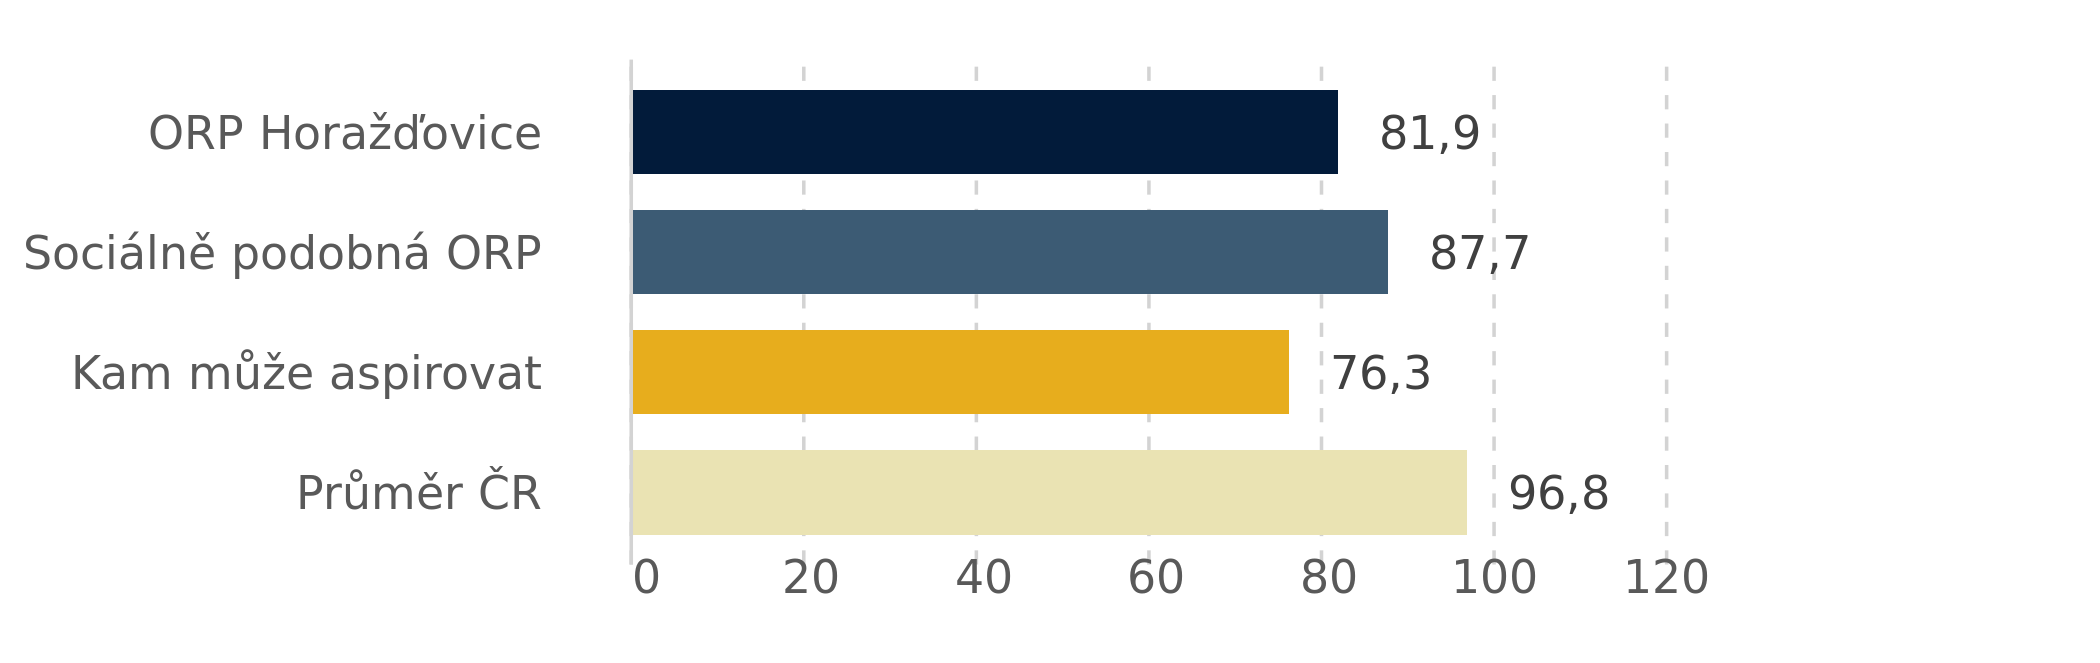 ORP Horažďovice 81,9
Sociálně podobná ORP 87,7
Kam může aspirovat 76,3
Průměr ČR 96,8
0 20 40 60 80 100 120